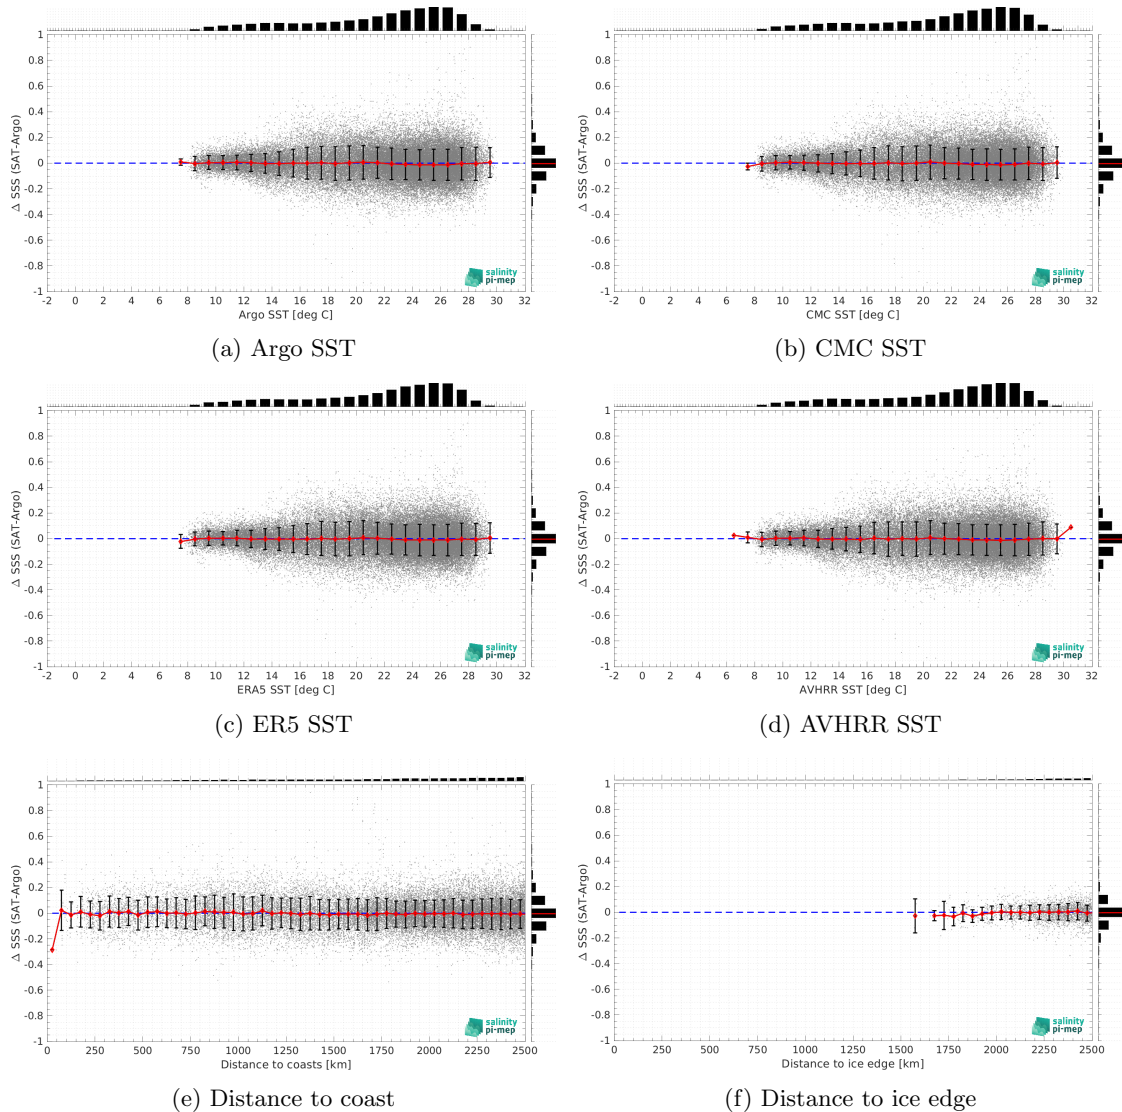 1
0.8
0.6
0.4
0.2
0
-0.2
-0.4
-0.6
-0.8
-1
Δ SSS (SAT-Argo)
salinity
pi-mep
-2 0 2 4 6 8 10 12 14 16 18 20 22 24 26 28 30 32
Argo SST [deg C]
(a) Argo SST
1
0.8
0.6
0.4
0.2
0
-0.2
-0.4
-0.6
-0.8
-1
Δ SSS (SAT-Argo)
salinity
pi-mep
-2 0 2 4 6 8 10 12 14 16 18 20 22 24 26 28 30 32
CMC SST [deg C]
(b) CMC SST
1
0.8
0.6
0.4
0.2
0
-0.2
-0.4
-0.6
-0.8
-1
Δ SSS (SAT-Argo)
salinity
pi-mep
-2 0 2 4 6 8 10 12 14 16 18 20 22 24 26 28 30 32
ERA5 SST [deg C]
(c) ER5 SST
1
0.8
0.6
0.4
0.2
0
-0.2
-0.4
-0.6
-0.8
-1
Δ SSS (SAT-Argo)
salinity
pi-mep
-2 0 2 4 6 8 10 12 14 16 18 20 22 24 26 28 30 32
AVHRR SST [deg C]
(d) AVHRR SST
1
0.8
0.6
0.4
0.2
0
-0.2
-0.4
-0.6
-0.8
-1
Δ SSS (SAT-Argo)
salinity
pi-mep
0 250 500 750 1000 1250 1500 1750 2000 2250 2500
Distance to coasts [km]
(e) Distance to coast
1
0.8
0.6
0.4
0.2
0
-0.2
-0.4
-0.6
-0.8
-1
Δ SSS (SAT-Argo)
salinity
pi-mep
0 250 500 750 1000 1250 1500 1750 2000 2250 2500
Distance to ice edge [km]
(f) Distance to ice edge